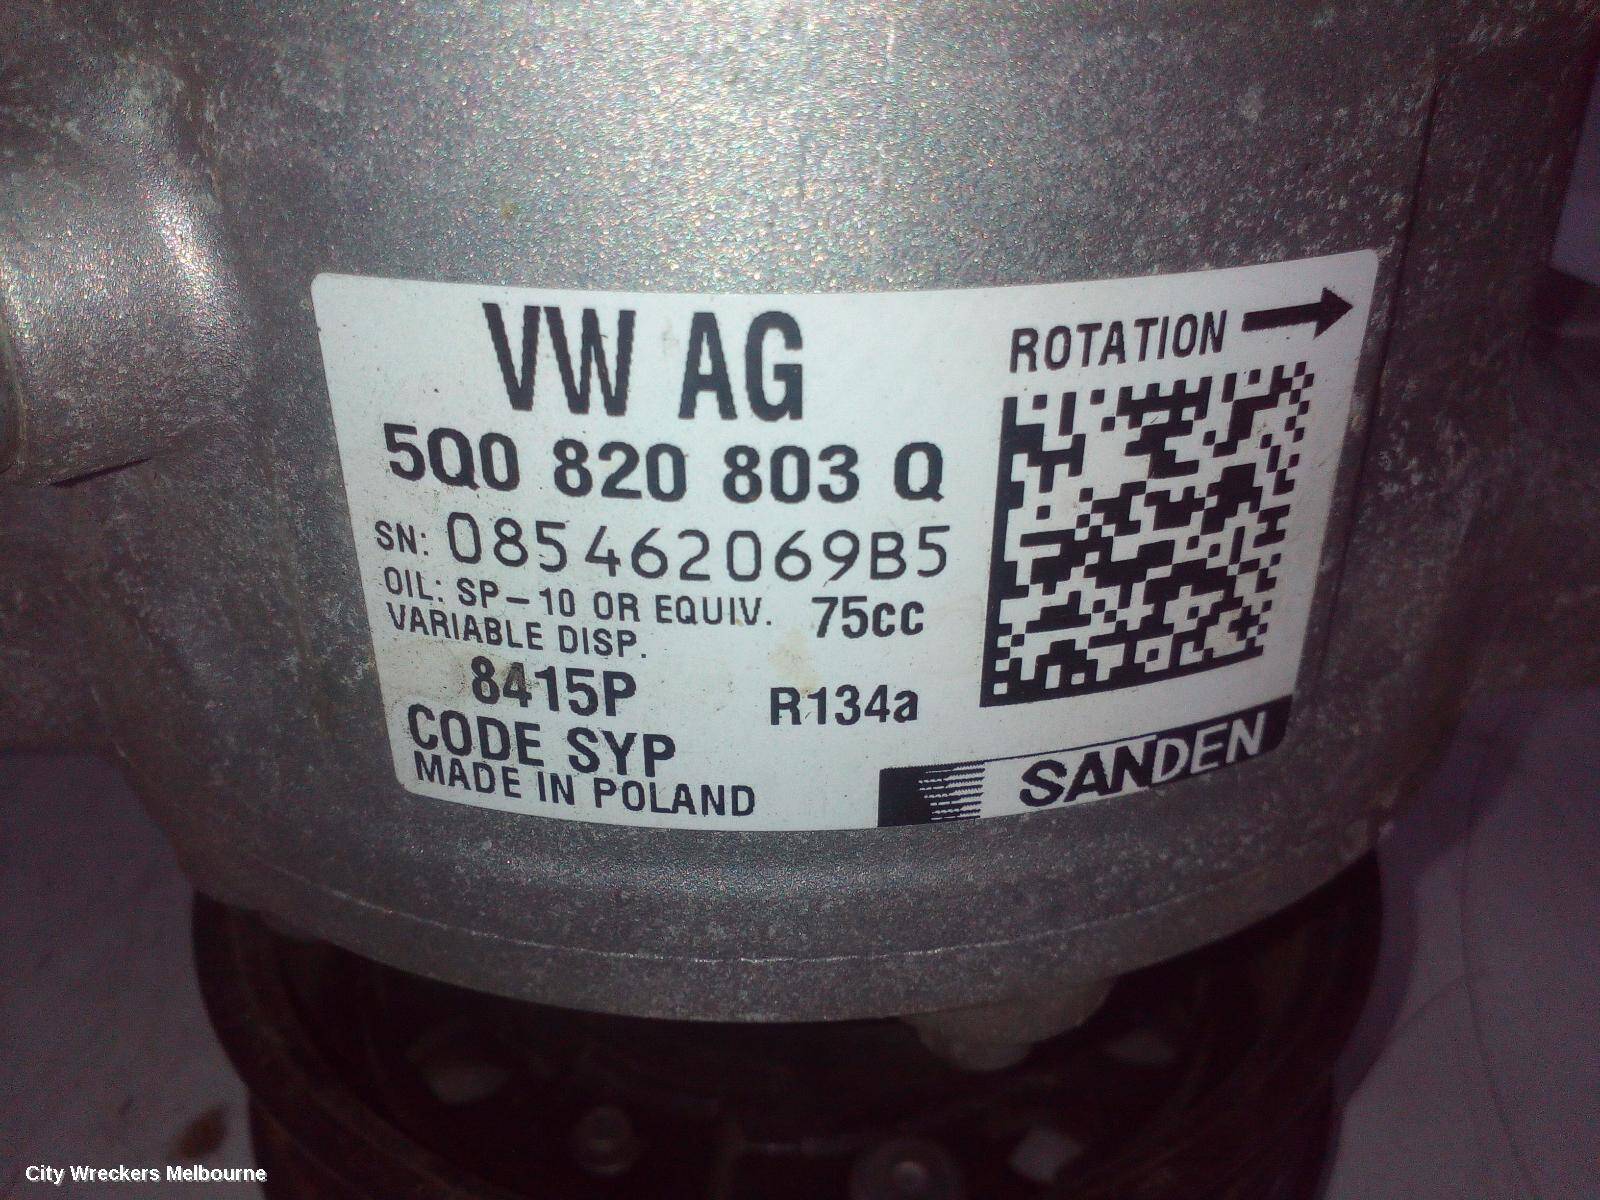 VW AG
5Q0 820 803 Q
SN: 085462069B5
OIL: SP-10 OR EQUIV. 75cc
VARIABLE DISP.
8415P R134a
CODE SYP
MADE IN POLAND
ROTATION
SANDEN
City Wreckers Melbourne